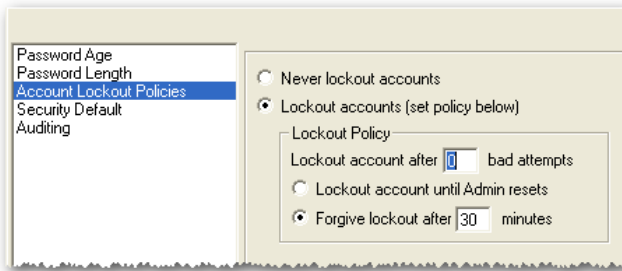 Password Age
Password Length
Account Lockout Policies
Security Default
Auditing
Never lockout accounts
Lockout accounts (set policy below)
Lockout Policy
Lockout account after 0 bad attempts
Lockout account until Admin resets
Forgive lockout after 30 minutes